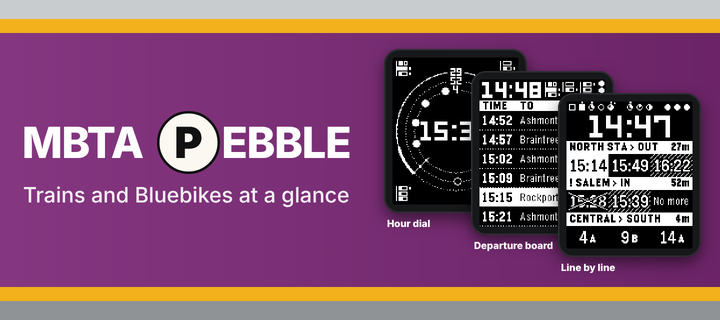 MBTA PEBBLE
Trains and Bluebikes at a glance
15:3
Hour dial
14:48
TIME TO
14:52 Ashmont
14:57 Braintree
15:02 Ashmont
15:09 Braintree
15:15 Rockport
15:21 Ashmont
Departure board
14:47
NORTH STA > OUT 27m
15:14 15:49 16:22
! SALEM > IN 52m
15:28 15:39 No more
CENTRAL > SOUTH 4m
4A 9B 14A
Line by line